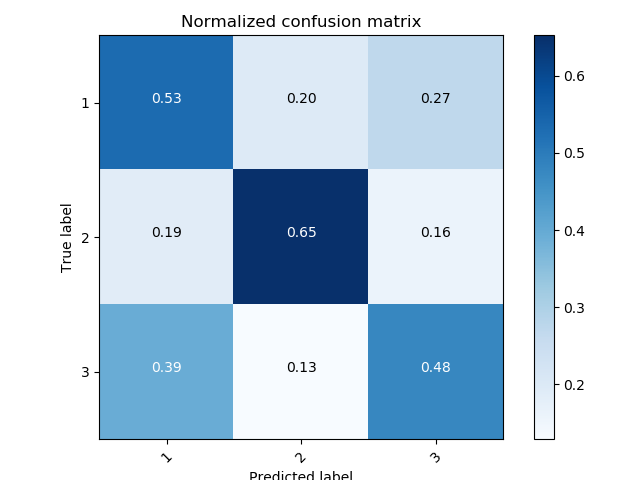 Normalized confusion matrix
True label
1
0.53 0.20 0.27
2
0.19 0.65 0.16
3
0.39 0.13 0.48
1 2 3
Predicted label
0.6
0.5
0.4
0.3
0.2